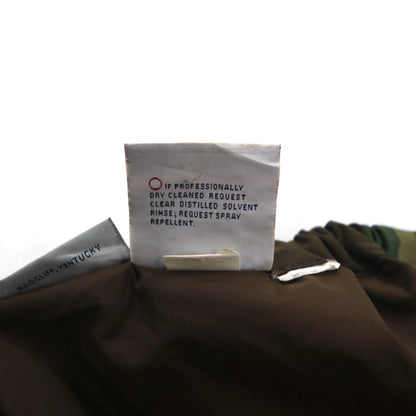 IF PROFESSIONALLY
DRY CLEANED REQUEST
CLEAR DISTILLED SOLVENT
RINSE; REQUEST SPRAY
REPELLENT.
RADCLIFF, KENTUCKY